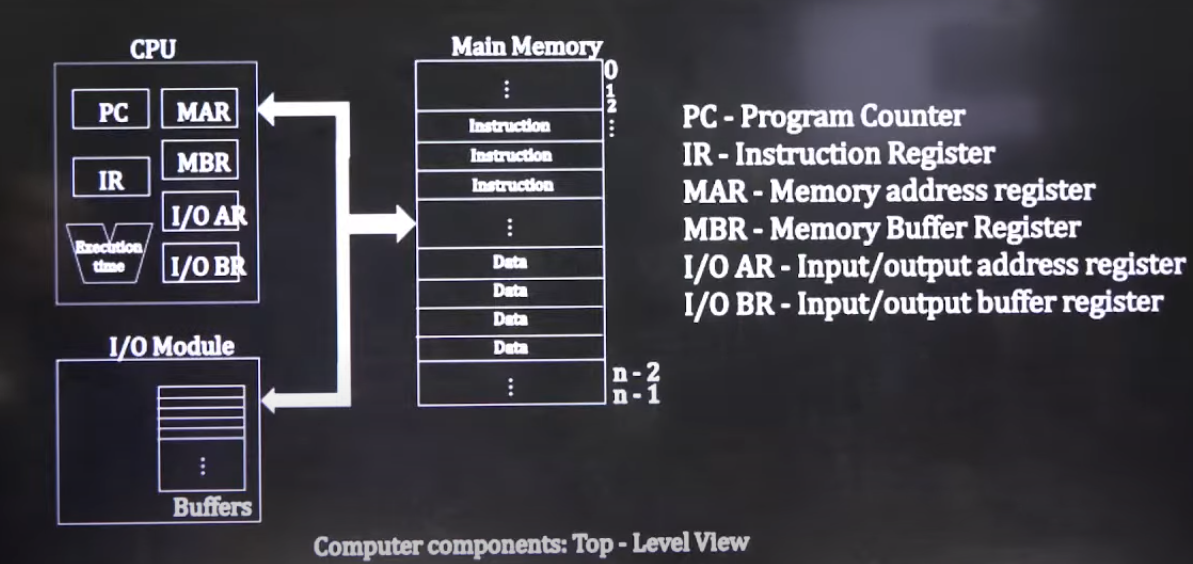 CPU
PC
MAR
IR
MBR
I/O AR
Execution
time
I/O BR
I/O Module
Buffers
Main Memory
0
1
2
Instruction
Instruction
Instruction
Data
Data
Data
Data
n - 2
n - 1
PC - Program Counter
IR - Instruction Register
MAR - Memory address register
MBR - Memory Buffer Register
I/O AR - Input/output address register
I/O BR - Input/output buffer register
Computer components: Top - Level View